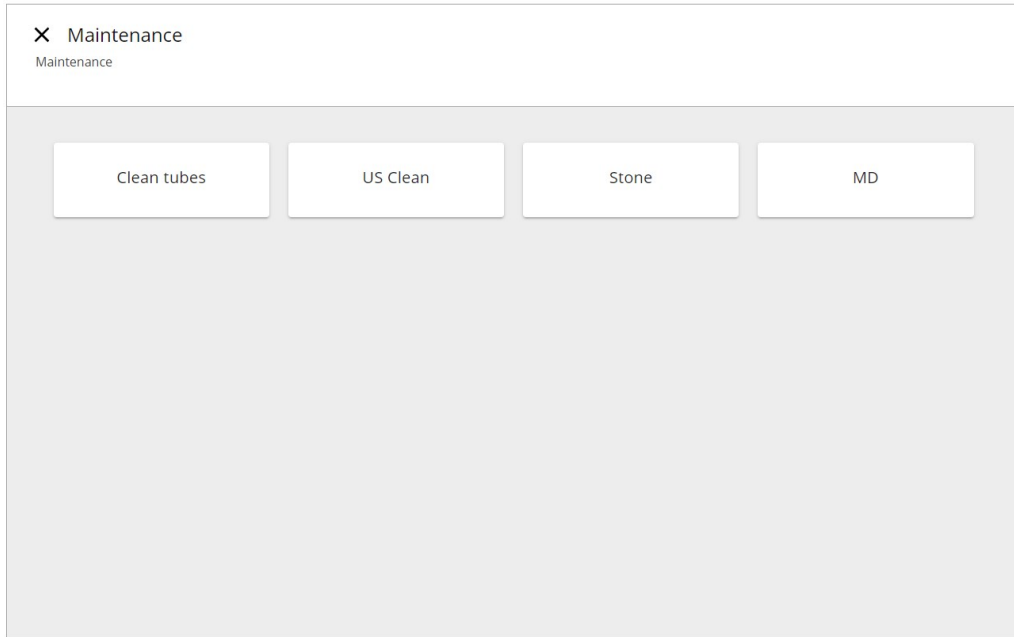 Maintenance
Maintenance
Clean tubes
US Clean
Stone
MD